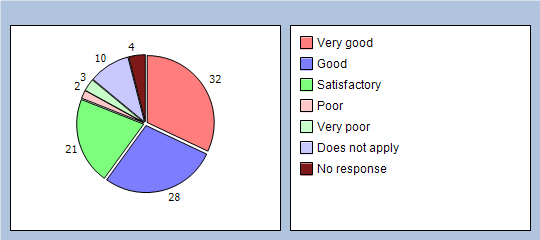 4
10
3
2
32
21
28
Very good
Good
Satisfactory
Poor
Very poor
Does not apply
No response